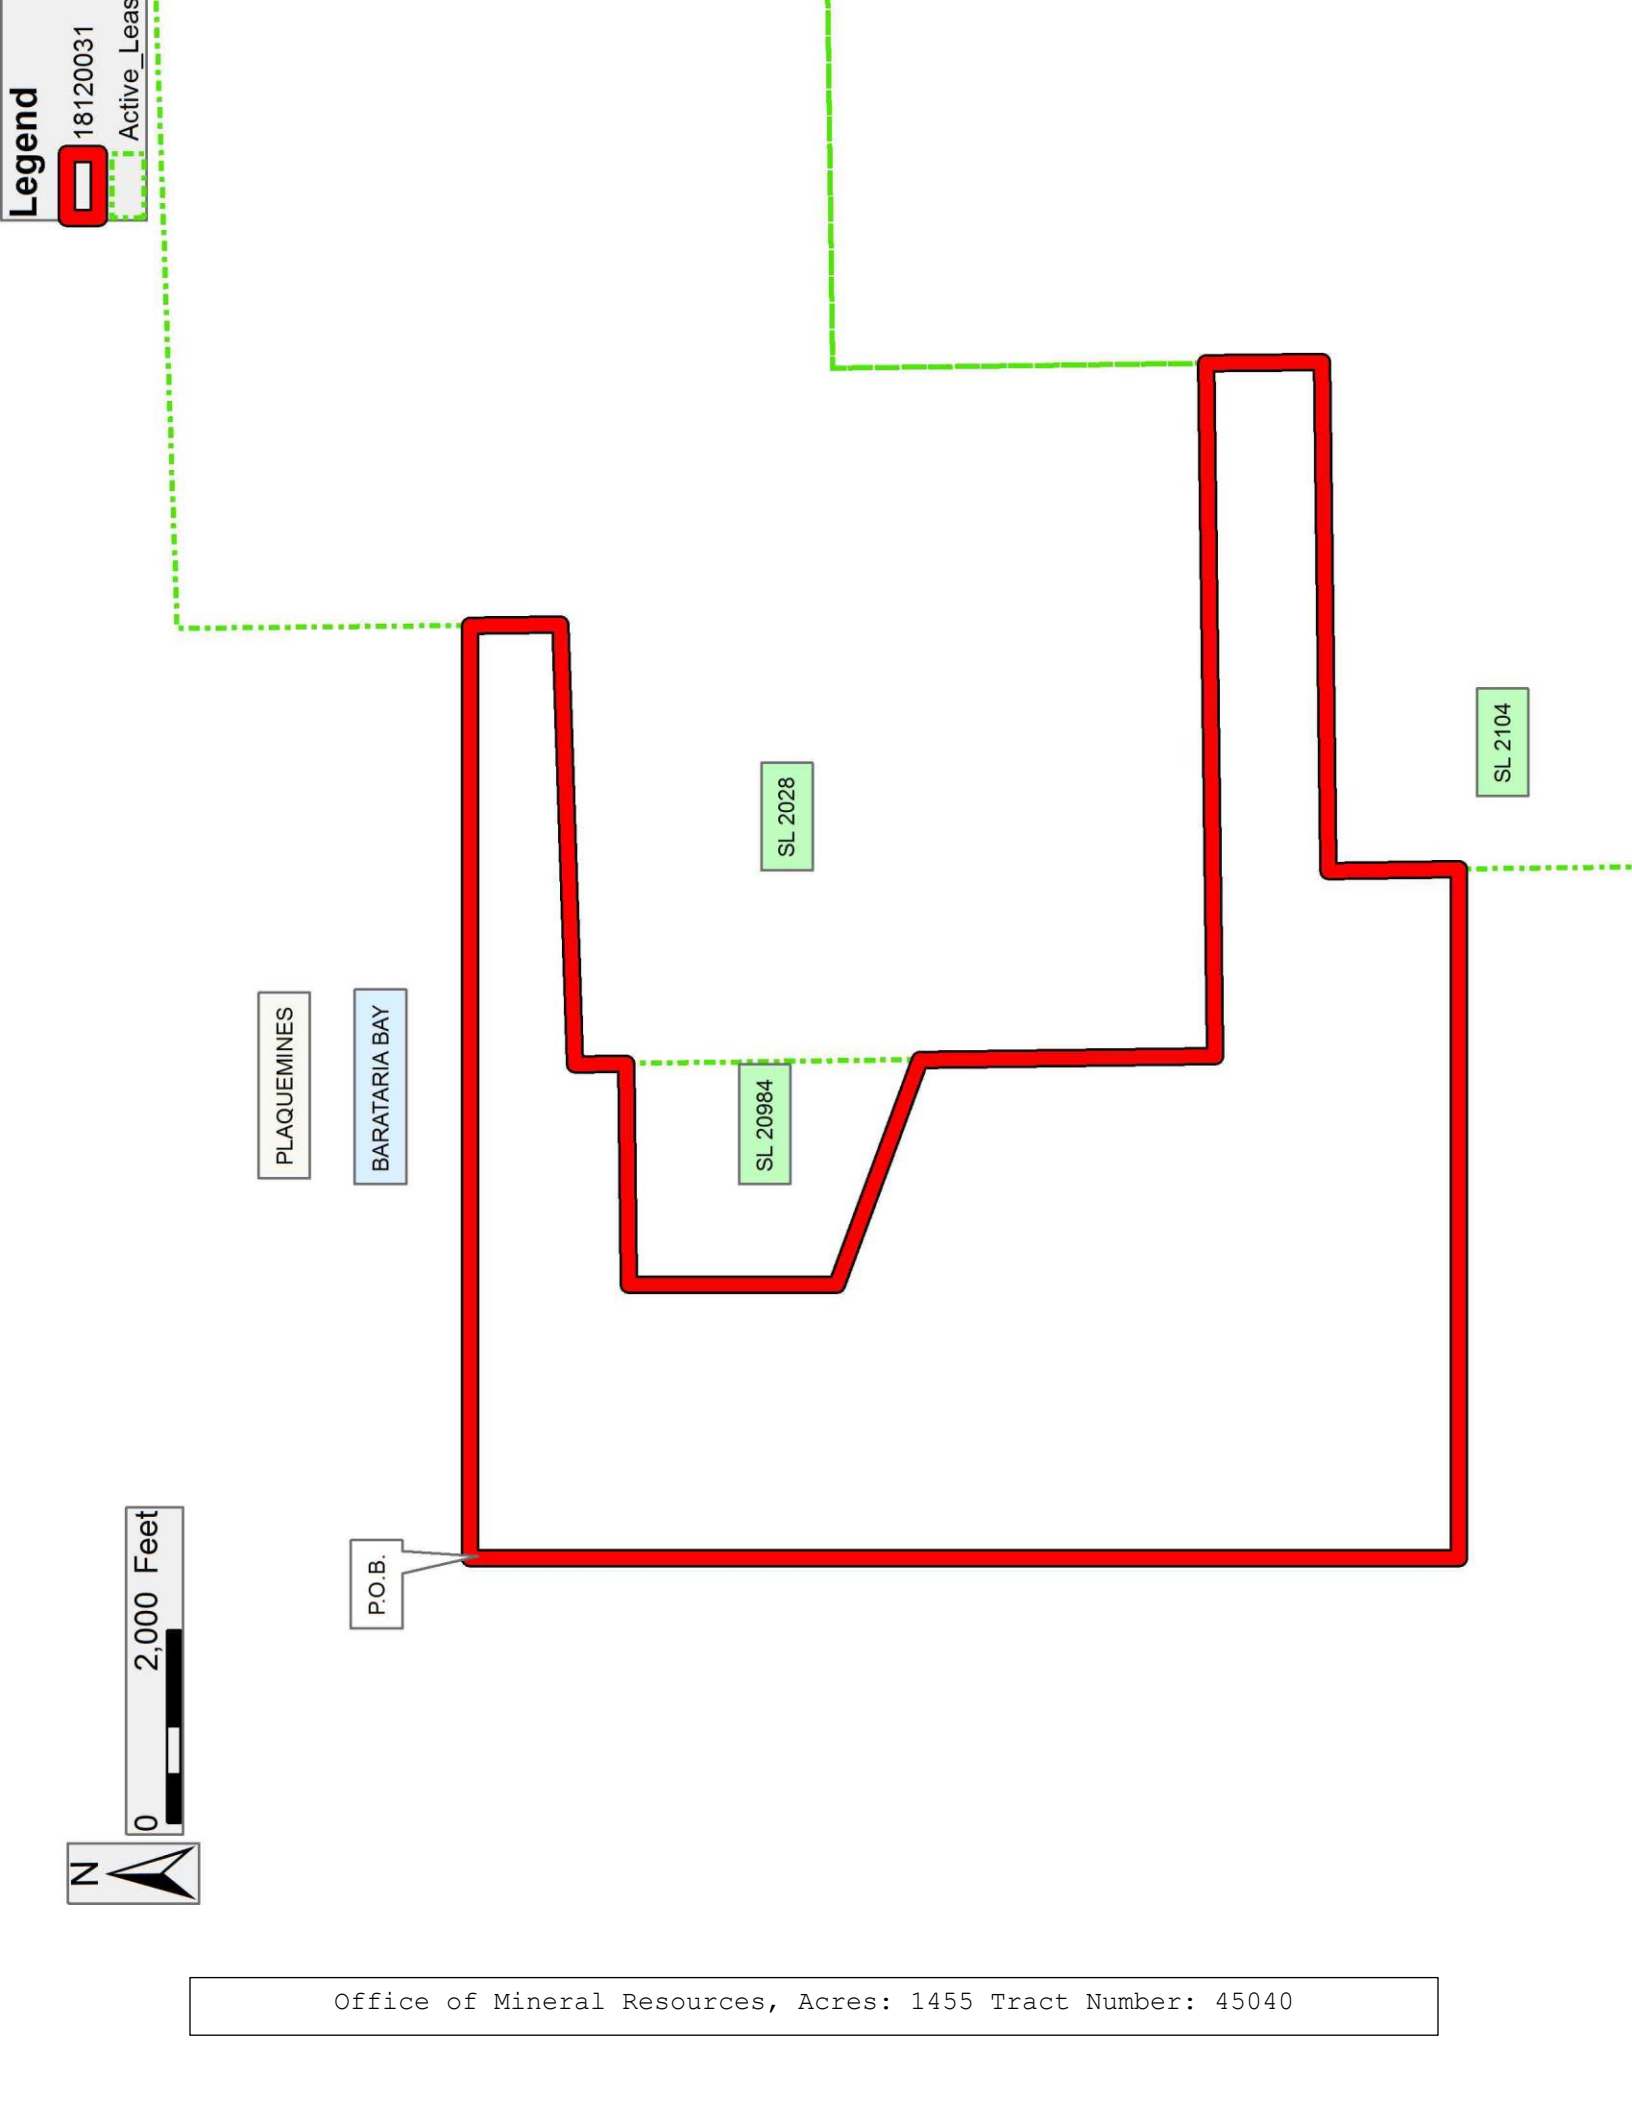 Legend
18120031
Active_Leas
PLAQUEMINES
BARATARIA BAY
SL 2028
SL 20984
SL 2104
P.O.B.
0 2,000 Feet
N
Office of Mineral Resources, Acres: 1455 Tract Number: 45040